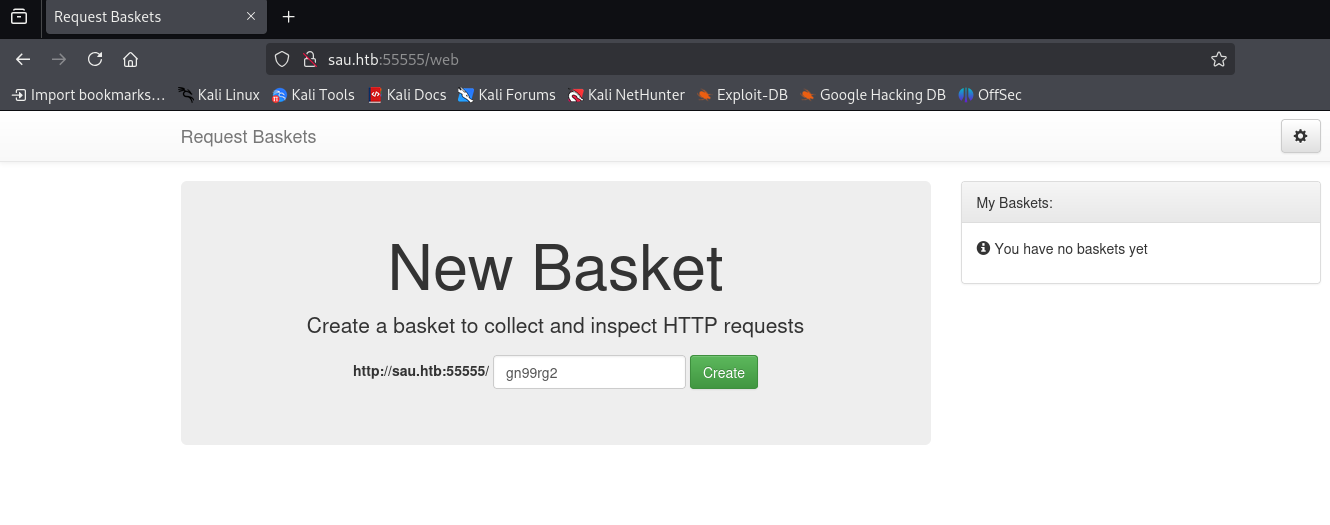 Request Baskets
sau.htb:55555/web
Import bookmarks… Kali Linux Kali Tools Kali Docs Kali Forums Kali NetHunter Exploit-DB Google Hacking DB OffSec
Request Baskets
New Basket
Create a basket to collect and inspect HTTP requests
http://sau.htb:55555/ gn99rg2 Create
My Baskets:
You have no baskets yet